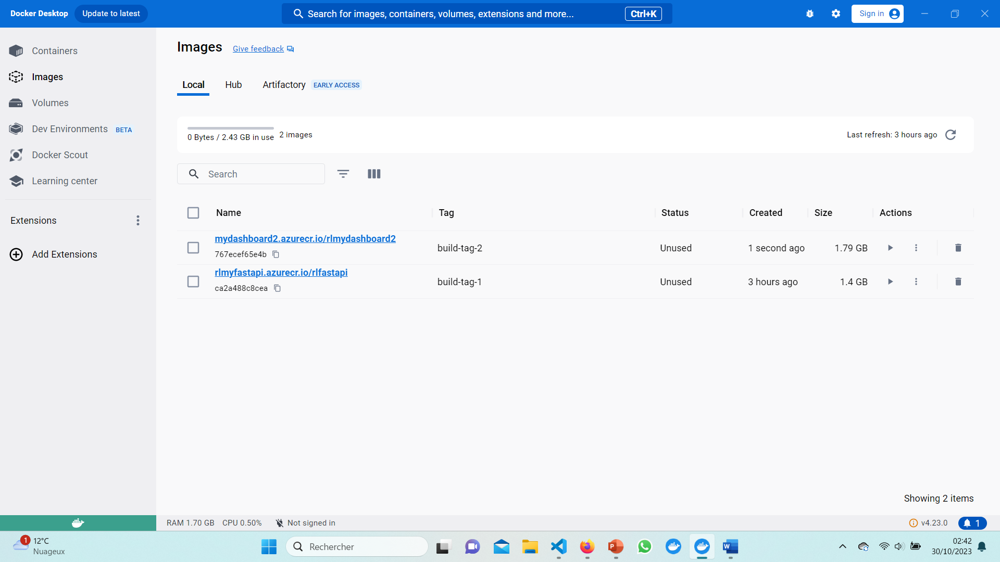 Docker Desktop Update to latest Search for images, containers, volumes, extensions and more... Ctrl+K Sign in
Containers
Images
Volumes
Dev Environments BETA
Docker Scout
Learning center
Extensions
Add Extensions
Images Give feedback
Local Hub Artifactory EARLY ACCESS
0 Bytes / 2.43 GB in use 2 images Last refresh: 3 hours ago
Search
Name Tag Status Created Size Actions
mydashboard2.azurecr.io/rlmydashboard2
767ecef65e4b build-tag-2 Unused 1 second ago 1.79 GB
rlmyfastapi.azurecr.io/rlfastapi
ca2a488c8cea build-tag-1 Unused 3 hours ago 1.4 GB
Showing 2 items
RAM 1.70 GB CPU 0.50% Not signed in v4.23.0 1
1 12°C
Nuageux
Rechercher
P
W
02:42
30/10/2023